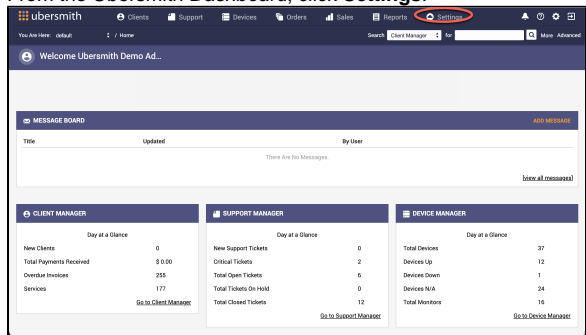 From the Ubersmith Dashboard, click Settings.
ubersmith Clients Support Devices Orders Sales Reports Settings
You Are Here: default / Home Search Client Manager for More Advanced
Welcome Ubersmith Demo Ad...
MESSAGE BOARD ADD MESSAGE
Title Updated By User
There Are No Messages.
[view all messages]
CLIENT MANAGER
Day at a Glance
New Clients 0
Total Payments Received $ 0.00
Overdue Invoices 255
Services 177
Go to Client Manager
SUPPORT MANAGER
Day at a Glance
New Support Tickets 0
Critical Tickets 2
Total Open Tickets 6
Total Tickets On Hold 0
Total Closed Tickets 12
Go to Support Manager
DEVICE MANAGER
Day at a Glance
Total Devices 37
Devices Up 12
Devices Down 1
Devices N/A 24
Total Monitors 16
Go to Device Manager